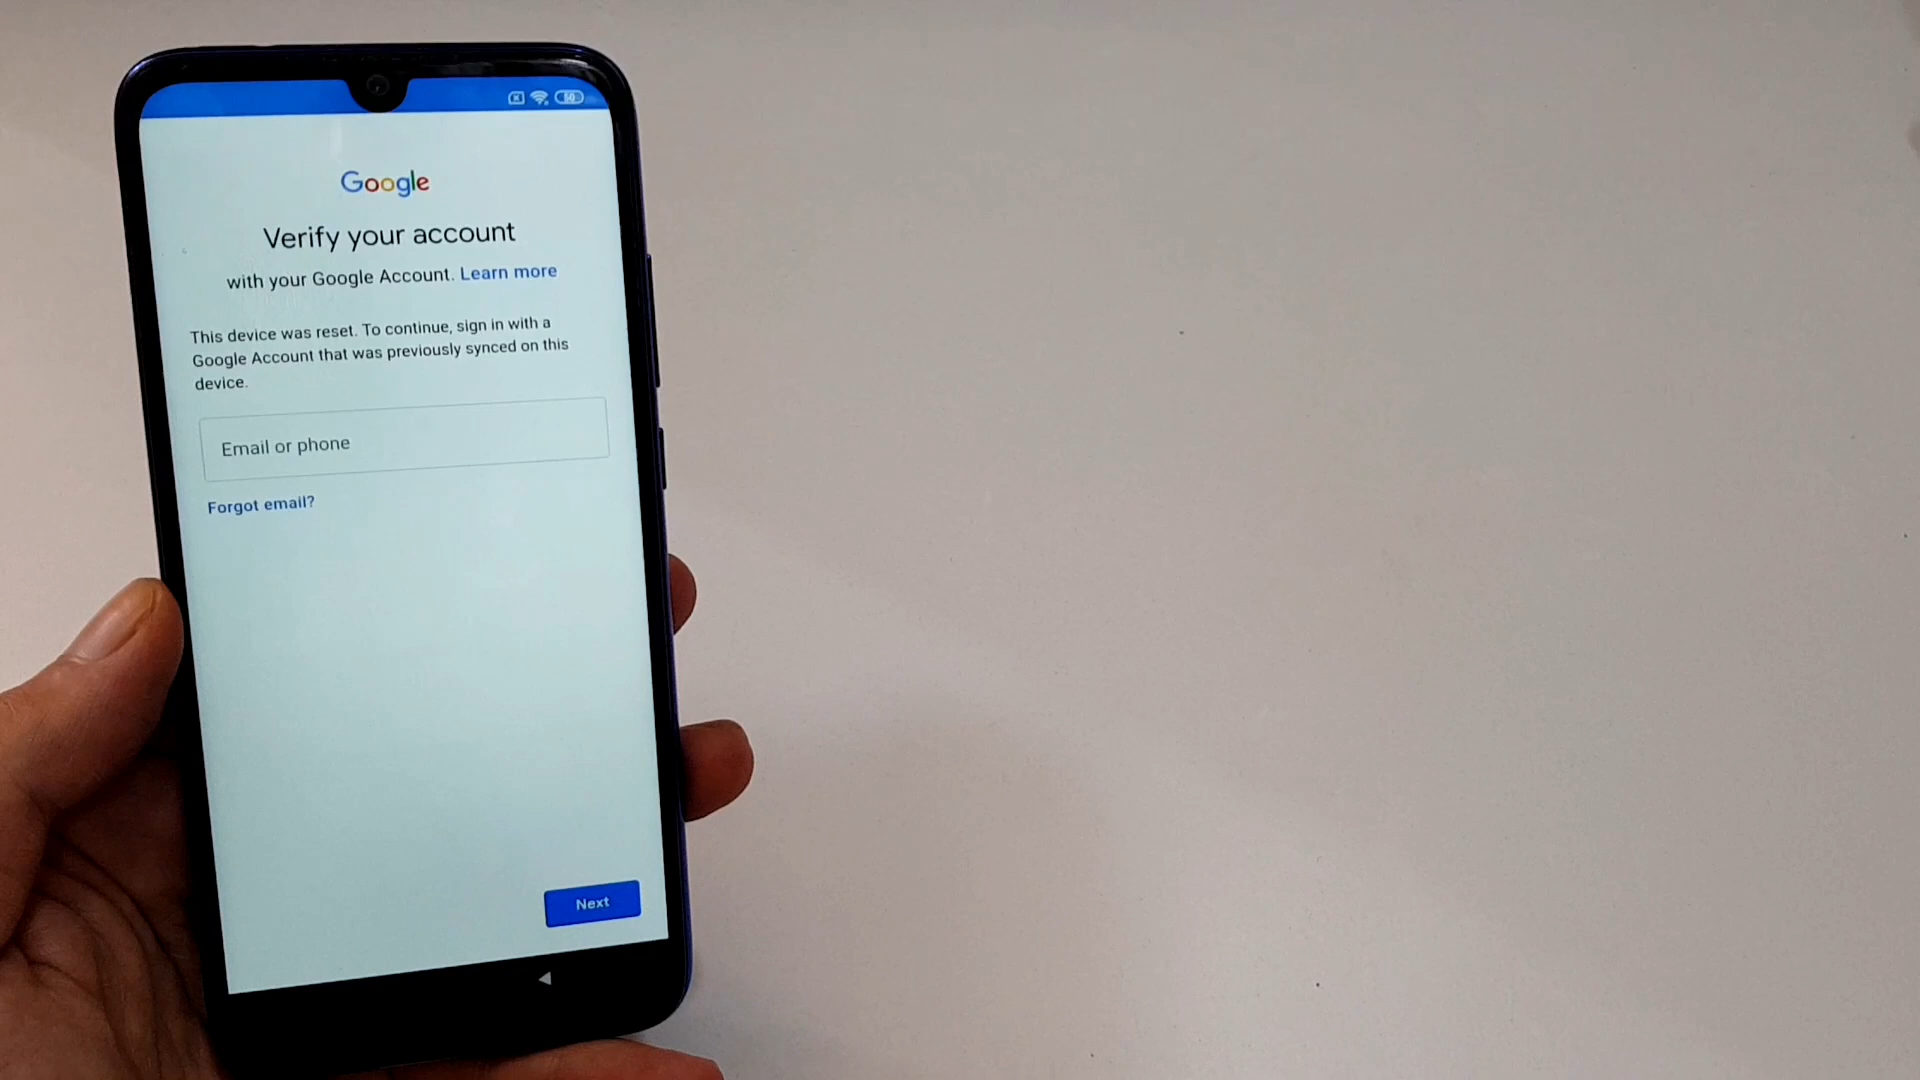 60
Google
Verify your account
with your Google Account. Learn more
This device was reset. To continue, sign in with a
Google Account that was previously synced on this
device.
Email or phone
Forgot email?
Next